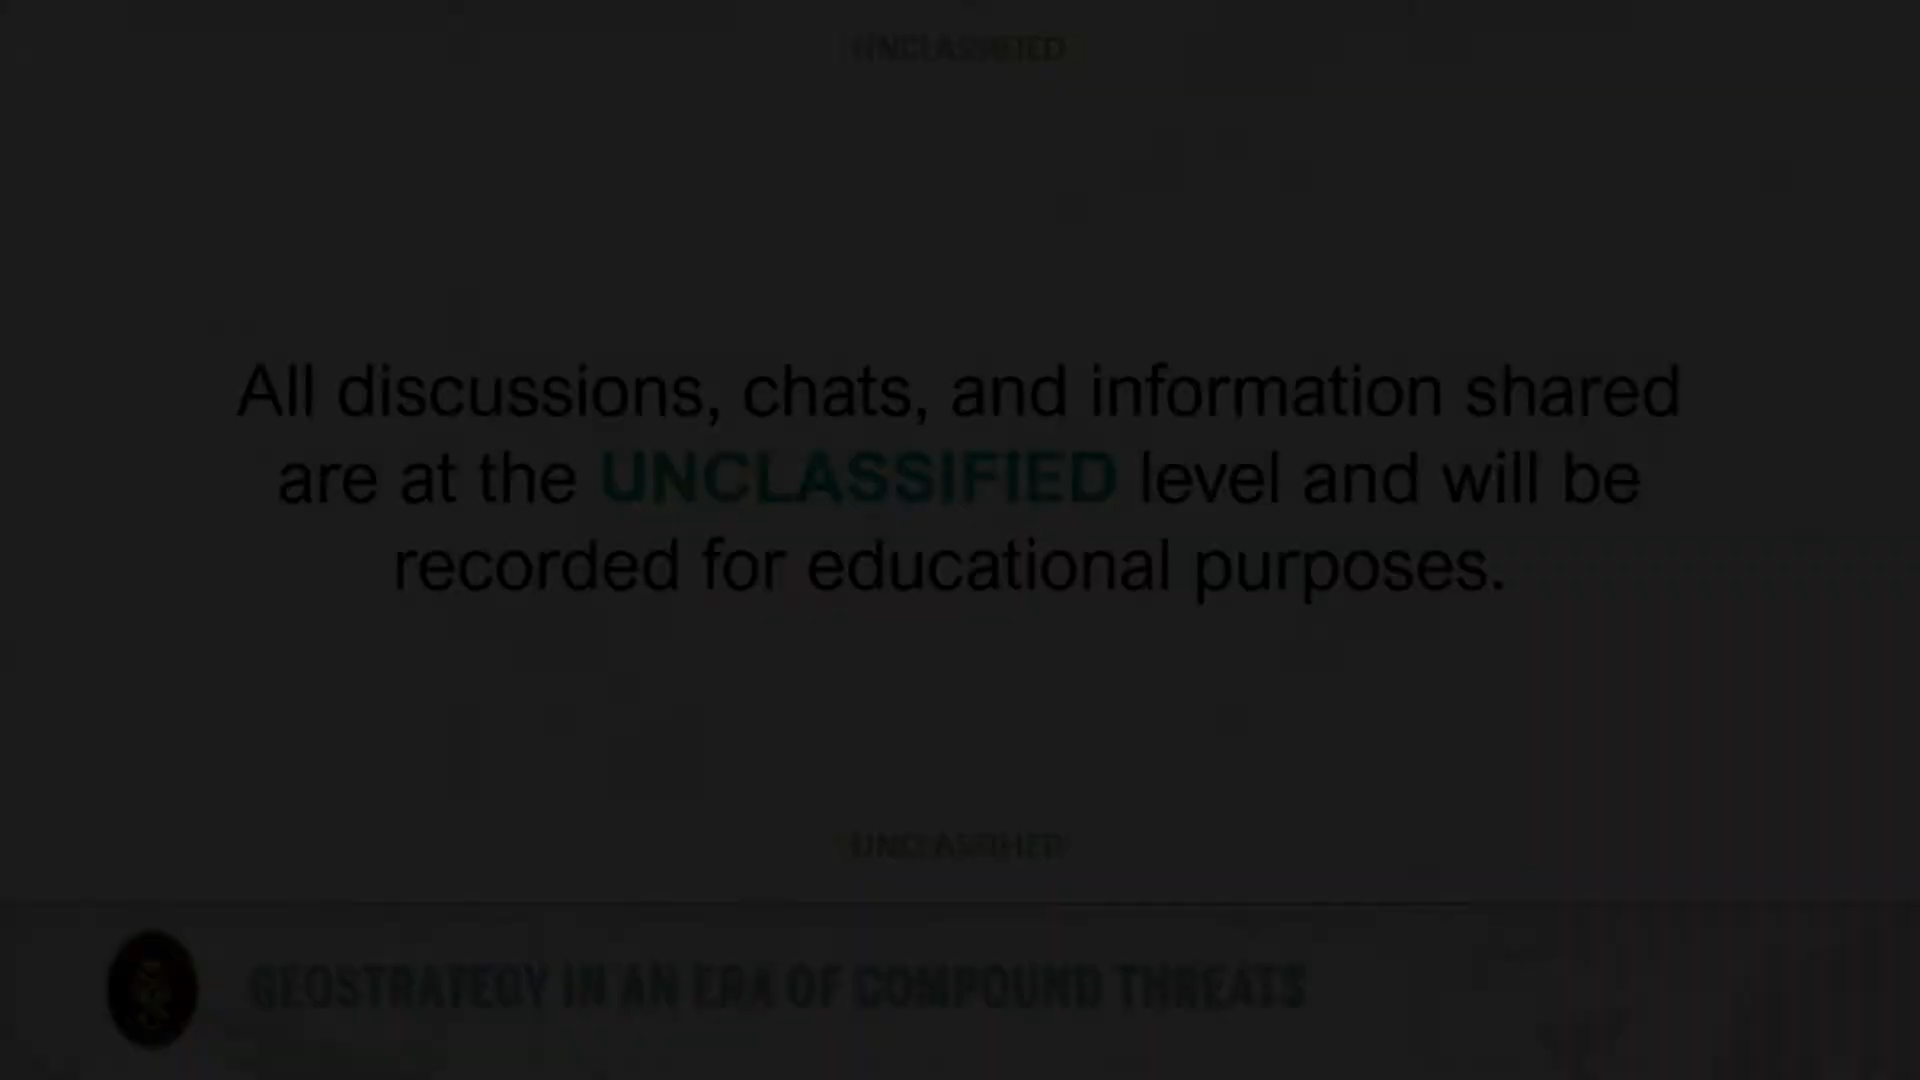 UNCLASSIFIED
All discussions, chats, and information shared
are at the UNCLASSIFIED level and will be
recorded for educational purposes.
UNCLASSIFIED
GEOSTRATEGY IN AN ERA OF COMPOUND THREATS